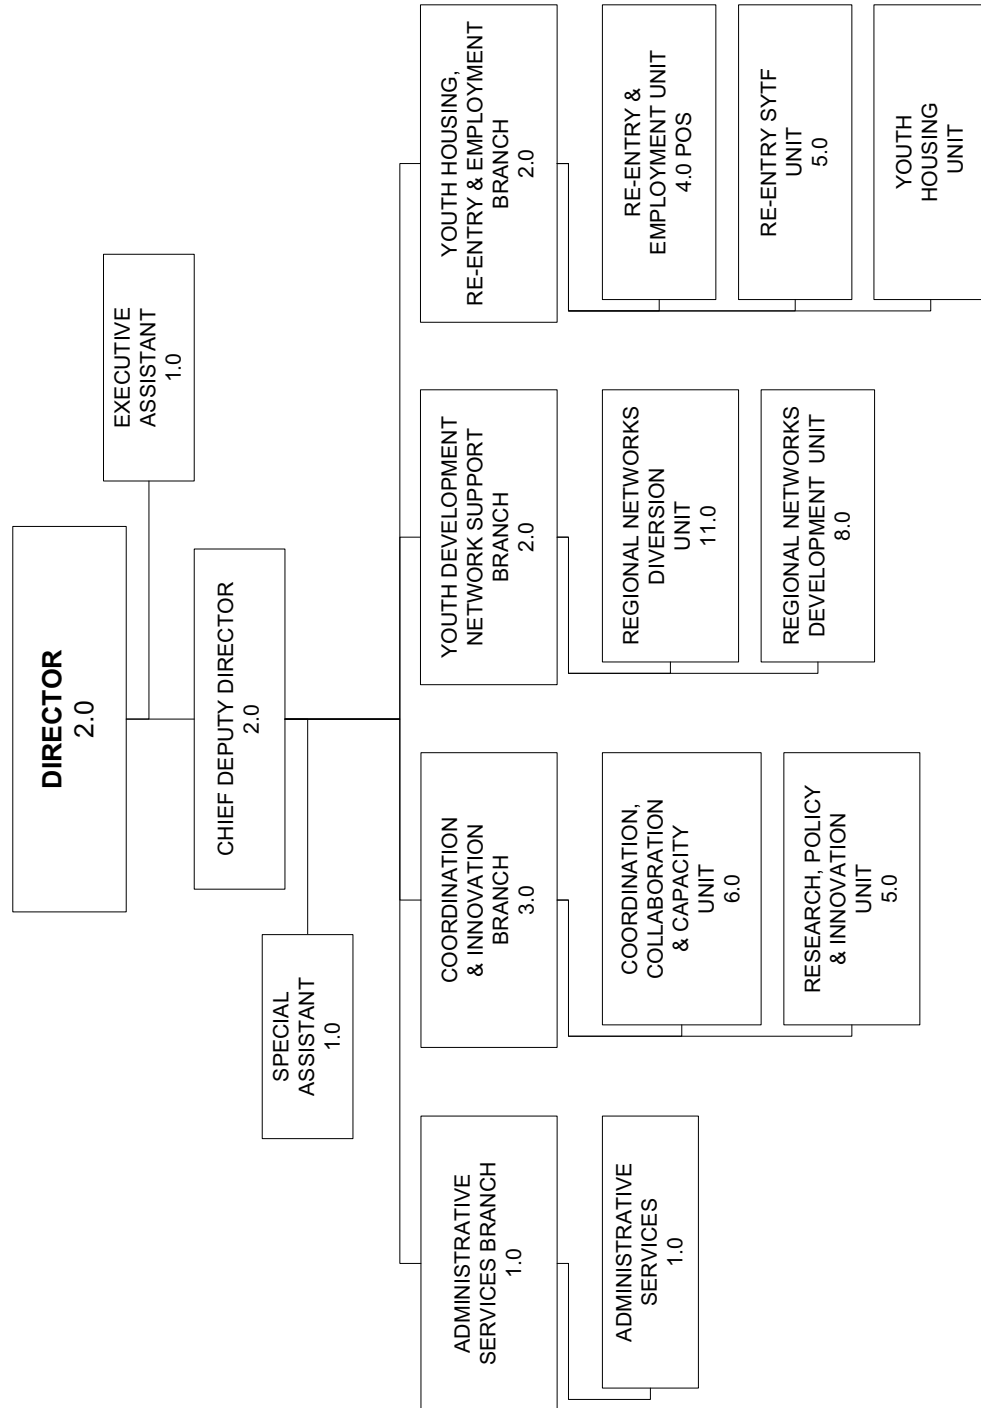 DIRECTOR
2.0
EXECUTIVE
ASSISTANT
1.0
CHIEF DEPUTY DIRECTOR
2.0
SPECIAL
ASSISTANT
1.0
ADMINISTRATIVE
SERVICES BRANCH
1.0
ADMINISTRATIVE
SERVICES
1.0
COORDINATION
& INNOVATION
BRANCH
3.0
COORDINATION,
COLLABORATION
& CAPACITY
UNIT
6.0
RESEARCH, POLICY
& INNOVATION
UNIT
5.0
YOUTH DEVELOPMENT
NETWORK SUPPORT
BRANCH
2.0
REGIONAL NETWORKS
DIVERSION
UNIT
11.0
REGIONAL NETWORKS
DEVELOPMENT UNIT
8.0
YOUTH HOUSING,
RE-ENTRY & EMPLOYMENT
BRANCH
2.0
RE-ENTRY &
EMPLOYMENT UNIT
4.0 POS
RE-ENTRY SYTF
UNIT
5.0
YOUTH
HOUSING
UNIT